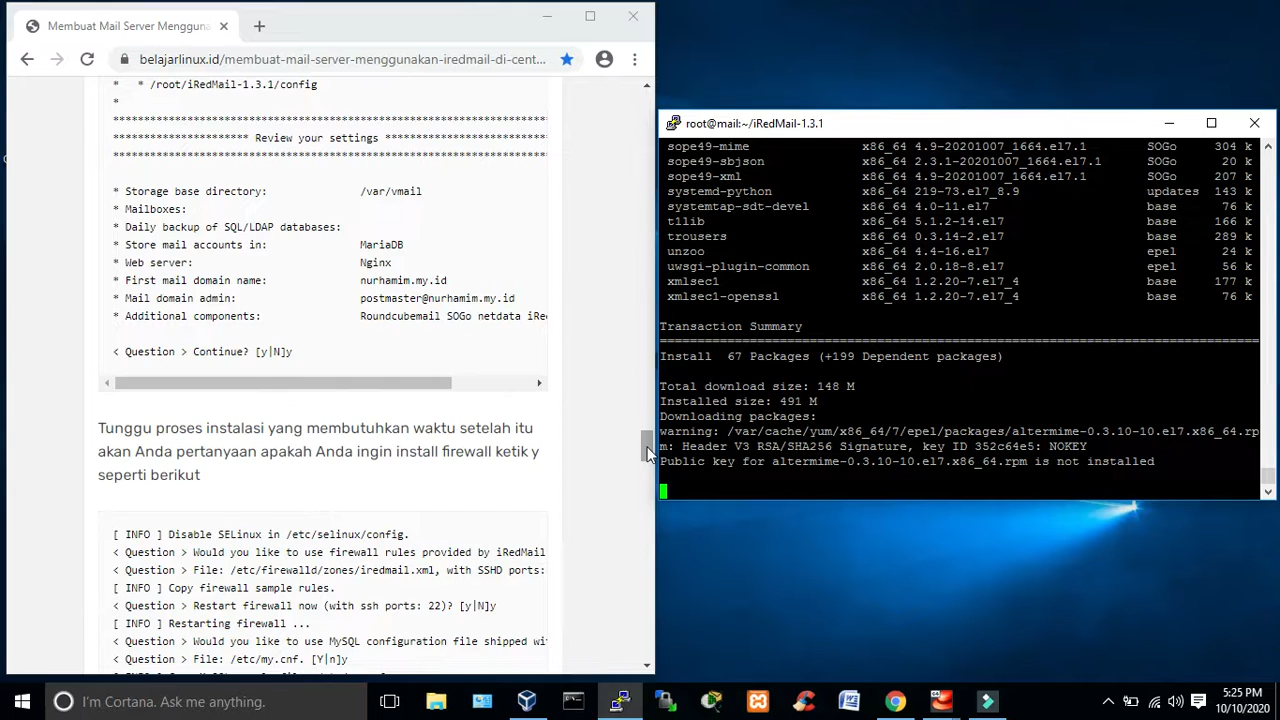 Membuat Mail Server Mengguna
belajarlinux.id/membuat-mail-server-menggunakan-iredmail-di-cent...
* * /root/iRedMail-1.3.1/config
*
********************************************************************
********************* Review your settings *************************
********************************************************************
* Storage base directory: /var/vmail
* Mailboxes:
* Daily backup of SQL/LDAP databases:
* Store mail accounts in: MariaDB
* Web server: Nginx
* First mail domain name: nurhamim.my.id
* Mail domain admin: postmaster@nurhamim.my.id
* Additional components: Roundcubemail SOGo netdata iRe
< Question > Continue? [y|N]y
Tunggu proses instalasi yang membutuhkan waktu setelah itu
akan Anda pertanyaan apakah Anda ingin install firewall ketik y
seperti berikut
[ INFO ] Disable SELinux in /etc/selinux/config.
< Question > Would you like to use firewall rules provided by iRedMail
< Question > File: /etc/firewalld/zones/iredmail.xml, with SSHD ports:
[ INFO ] Copy firewall sample rules.
< Question > Restart firewall now (with ssh ports: 22)? [y|N]y
[ INFO ] Restarting firewall ...
< Question > Would you like to use MySQL configuration file shipped wi
< Question > File: /etc/my.cnf. [Y|n]y
root@mail:~/iRedMail-1.3.1
sope49-mime x86_64 4.9-20201007_1664.el7.1 SOGo 304 k
sope49-sbjson x86_64 2.3.1-20201007_1664.el7.1 SOGo 20 k
sope49-xml x86_64 4.9-20201007_1664.el7.1 SOGo 207 k
systemd-python x86_64 219-73.el7_8.9 updates 143 k
systemtap-sdt-devel x86_64 4.0-11.el7 base 76 k
t1lib x86_64 5.1.2-14.el7 base 166 k
trousers x86_64 0.3.14-2.el7 base 289 k
unzoo x86_64 4.4-16.el7 epel 24 k
uwsgi-plugin-common x86_64 2.0.18-8.el7 epel 56 k
xmlsec1 x86_64 1.2.20-7.el7_4 base 177 k
xmlsec1-openssl x86_64 1.2.20-7.el7_4 base 76 k
Transaction Summary
================================================================================
Install 67 Packages (+199 Dependent packages)
Total download size: 148 M
Installed size: 491 M
Downloading packages:
warning: /var/cache/yum/x86_64/7/epel/packages/altermime-0.3.10-10.el7.x86_64.rp
m: Header V3 RSA/SHA256 Signature, key ID 352c64e5: NOKEY
Public key for altermime-0.3.10-10.el7.x86_64.rpm is not installed
I'm Cortana. Ask me anything.
5:25 PM
10/10/2020